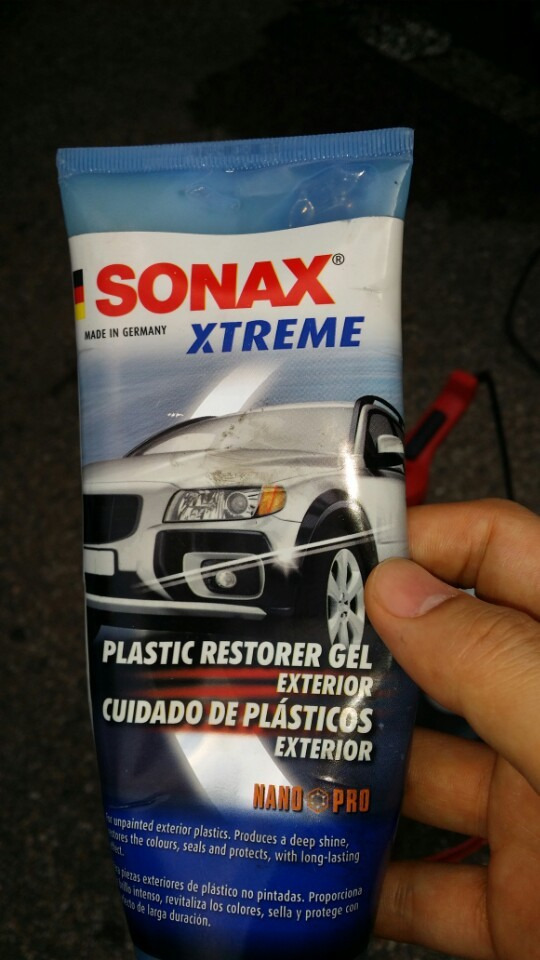 SONAX®
MADE IN GERMANY
XTREME
PLASTIC RESTORER GEL
EXTERIOR
CUIDADO DE PLÁSTICOS
EXTERIOR
NANO PRO
unpainted exterior plastics. Produces a deep shine,
the colours, seals and protects, with long-lasting
piezas exteriores de plástico no pintadas. Proporciona
intenso, revitaliza los colores, sella y protege con
de larga duración.